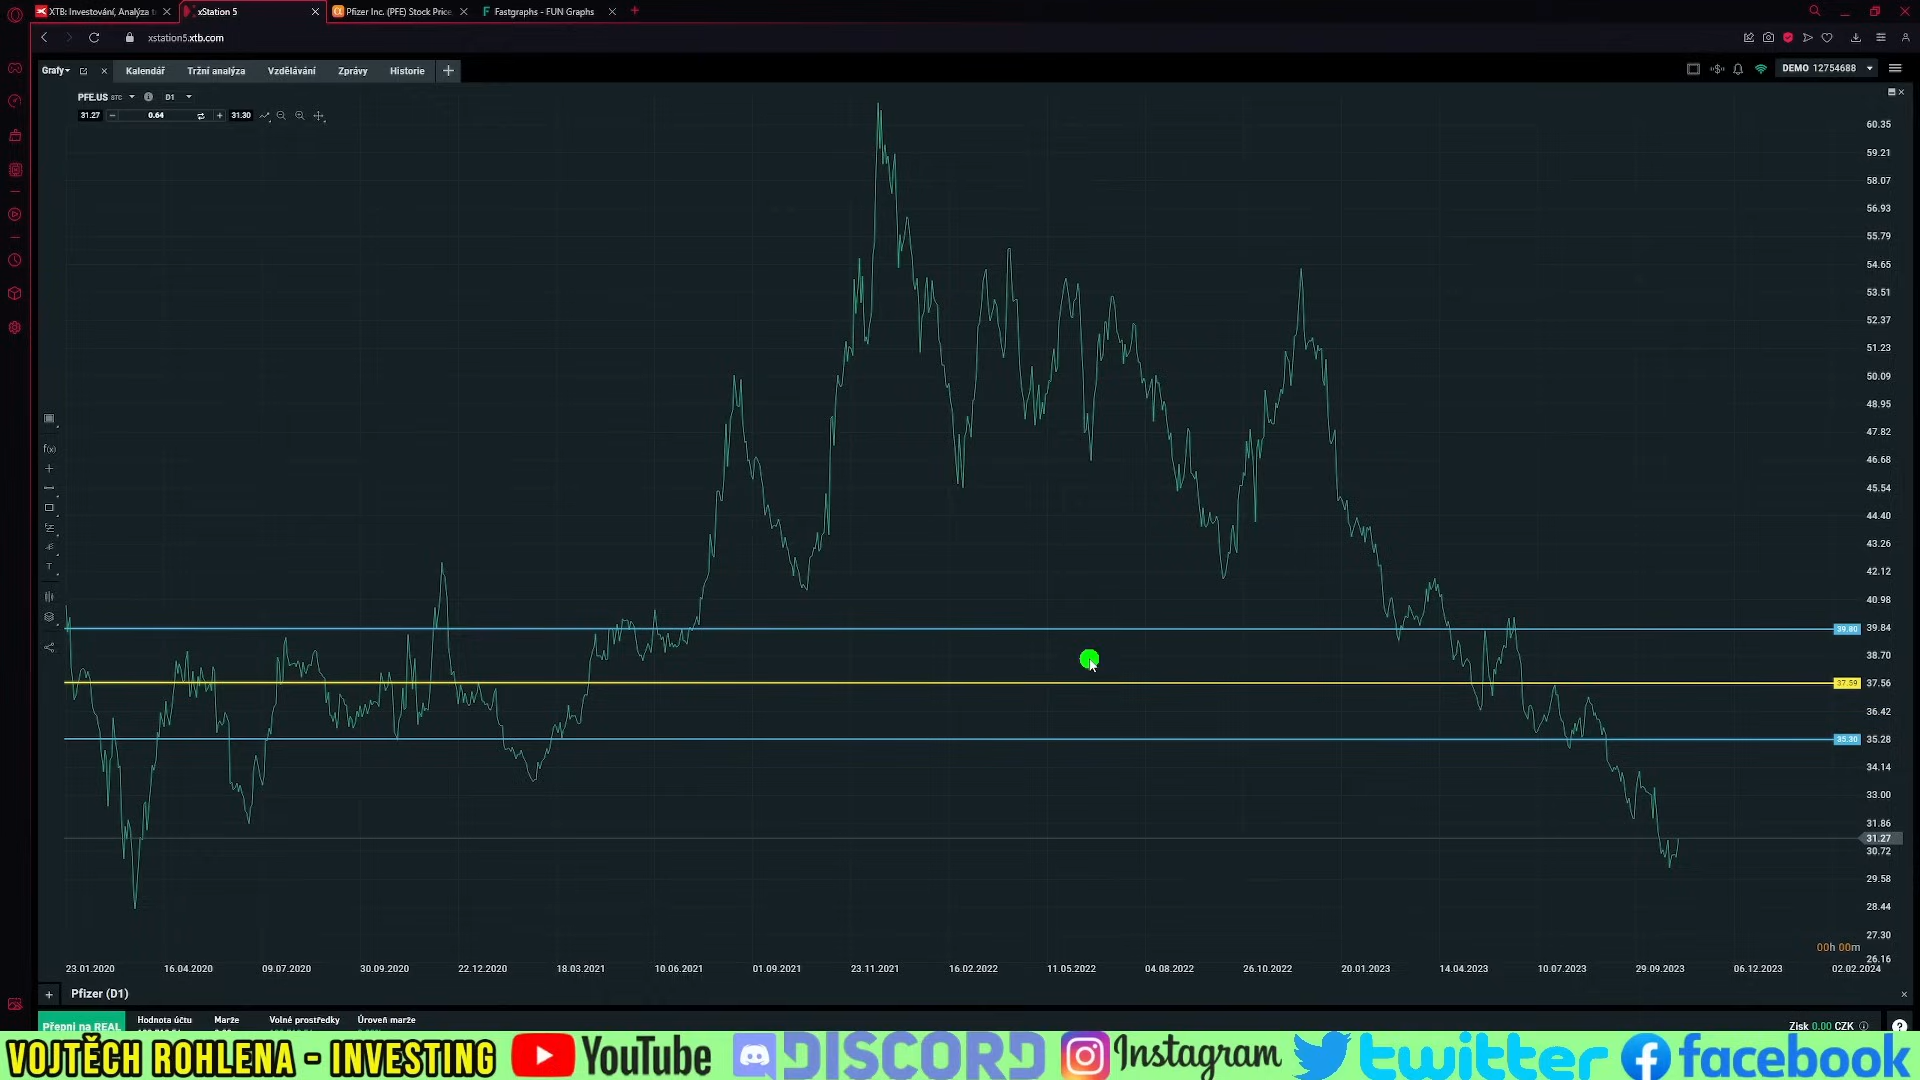 XTB: Investování, Analýza t
xStation 5
Pfizer Inc. (PFE) Stock Price
Fastgraphs - FUN Graphs
xstation5.xtb.com
Grafy
Kalendář
Tržní analýza
Vzdělávání
Zprávy
Historie
DEMO 12754688
PFE.US STC
D1
31.27
0.64
31.30
60.35
59.21
58.07
56.93
55.79
54.65
53.51
52.37
51.23
50.09
48.95
47.82
46.68
45.54
44.40
43.26
42.12
40.98
39.80
39.84
38.70
37.59
37.56
36.42
35.30
35.28
34.14
33.00
31.86
31.27
30.72
29.58
28.44
27.30
26.16
00h 00m
f(x)
T
23.01.2020
16.04.2020
09.07.2020
30.09.2020
22.12.2020
18.03.2021
10.06.2021
01.09.2021
23.11.2021
16.02.2022
11.05.2022
04.08.2022
26.10.2022
20.01.2023
14.04.2023
10.07.2023
29.09.2023
06.12.2023
02.02.2024
Pfizer (D1)
Přepni na REAL
Hodnota účtu
Marže
Volné prostředky
Úroveň marže
Zisk 0.00 CZK
VOJTĚCH ROHLENA - INVESTING
YouTube
DISCORD
Instagram
twitter
facebook